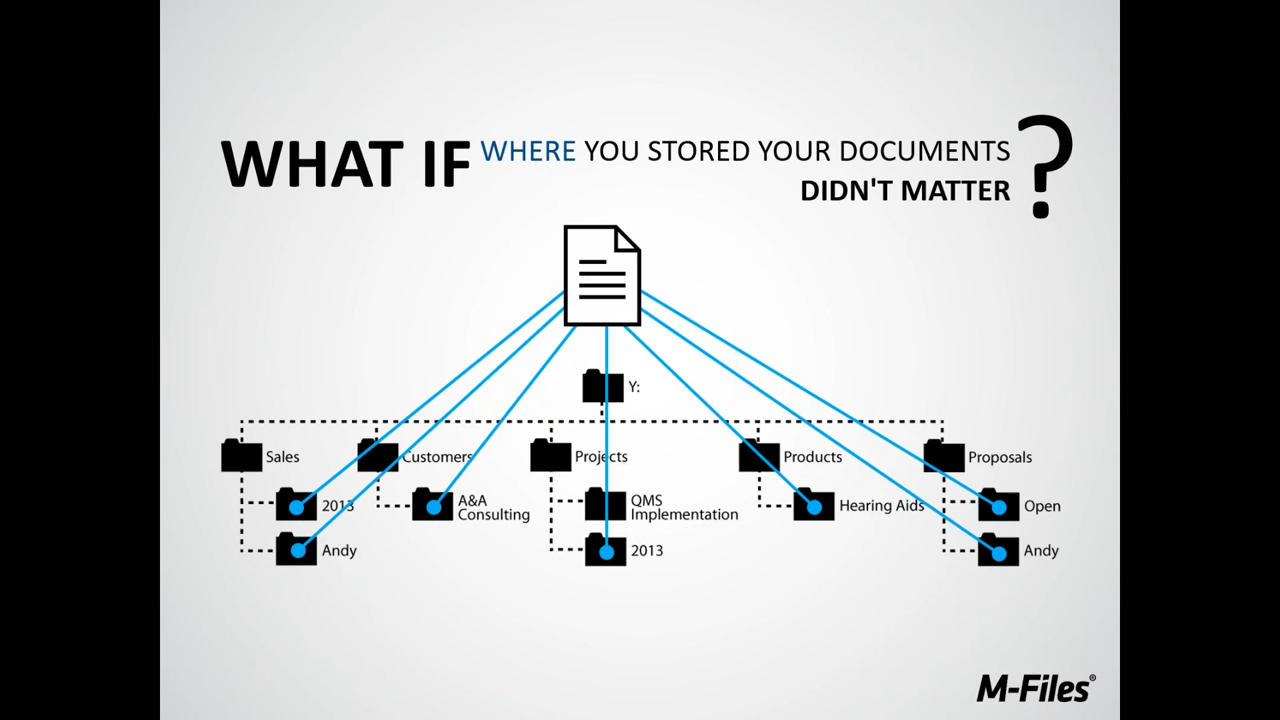 WHAT IF WHERE YOU STORED YOUR DOCUMENTS
DIDN'T MATTER ?
Y:
Sales
Customers
Projects
Products
Proposals
2013
A&A
Consulting
QMS
Implementation
Hearing Aids
Open
Andy
2013
Andy
M-Files®